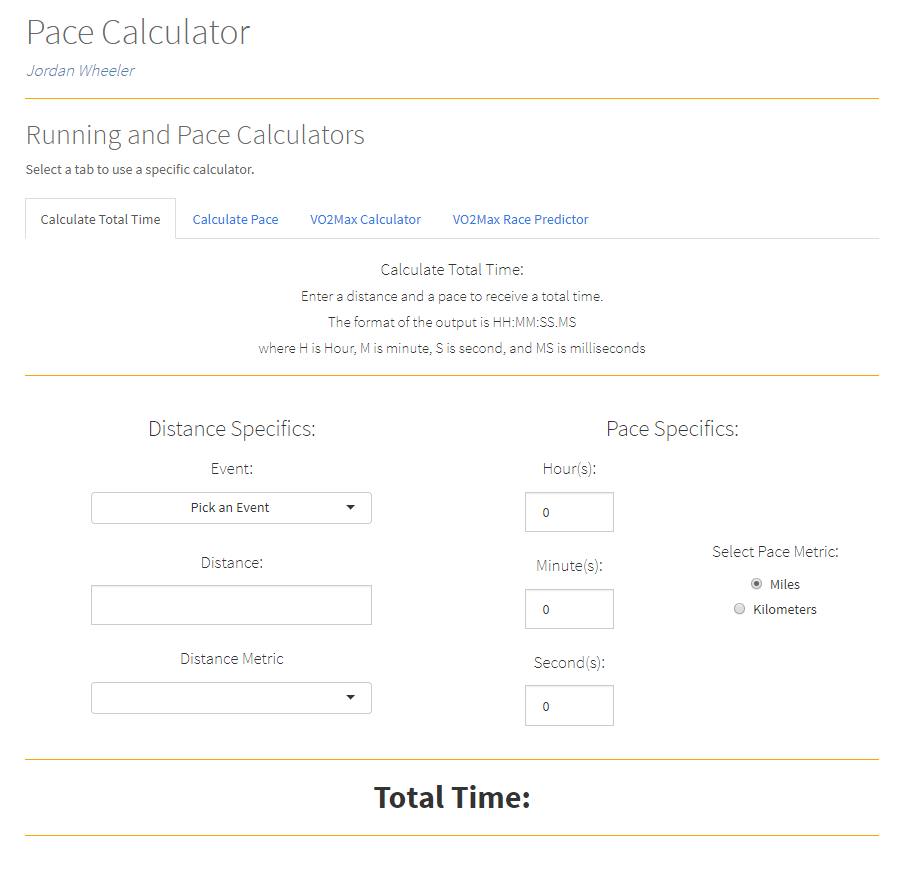 Pace Calculator
Jordan Wheeler
Running and Pace Calculators
Select a tab to use a specific calculator.
Calculate Total Time Calculate Pace VO2Max Calculator VO2Max Race Predictor
Calculate Total Time:
Enter a distance and a pace to receive a total time.
The format of the output is HH:MM:SS.MS
where H is Hour, M is minute, S is second, and MS is milliseconds
Distance Specifics:
Event:
Pick an Event
Distance:
Distance Metric
Pace Specifics:
Hour(s):
0
Minute(s):
0
Second(s):
0
Select Pace Metric:
Miles
Kilometers
Total Time: